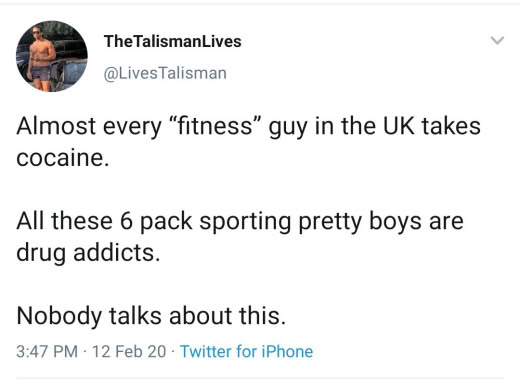 TheTalismanLives
@LivesTalisman
Almost every “fitness” guy in the UK takes
cocaine.
All these 6 pack sporting pretty boys are
drug addicts.
Nobody talks about this.
3:47 PM · 12 Feb 20 · Twitter for iPhone